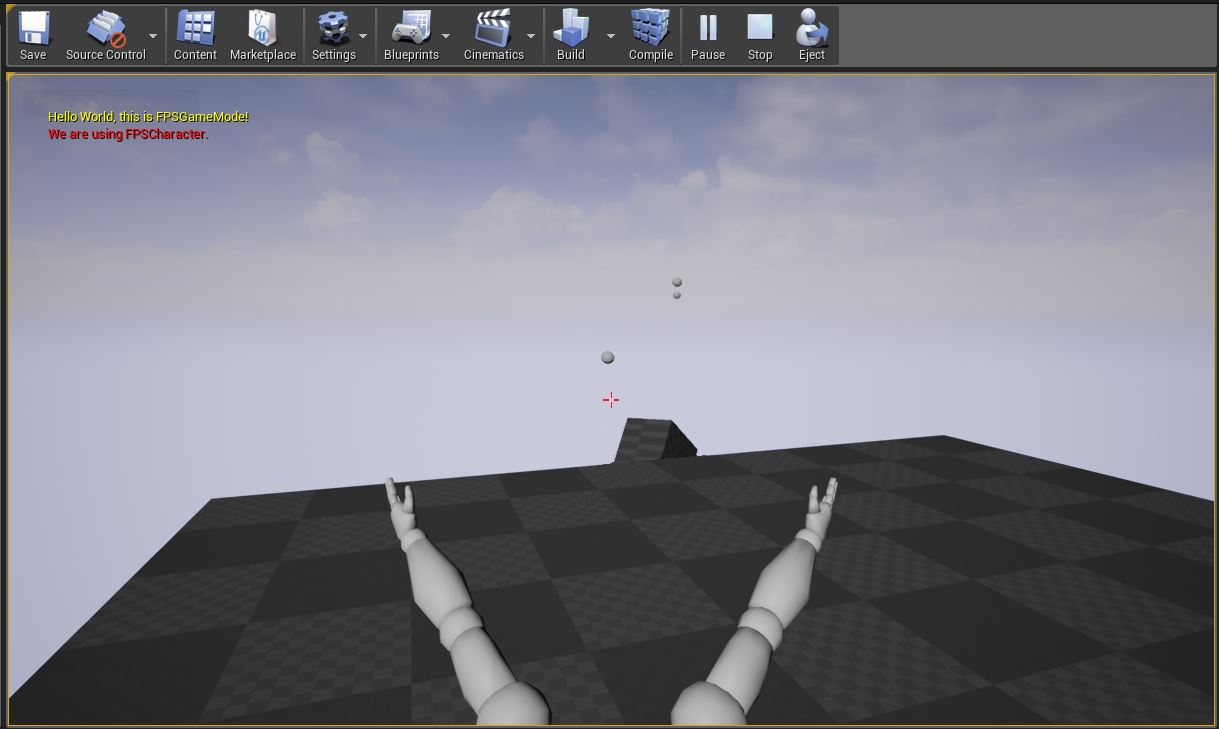 Save
Source Control
Content
Marketplace
Settings
Blueprints
Cinematics
Build
Compile
Pause
Stop
Eject
Hello World, this is FPSGameMode!
We are using FPSCharacter.